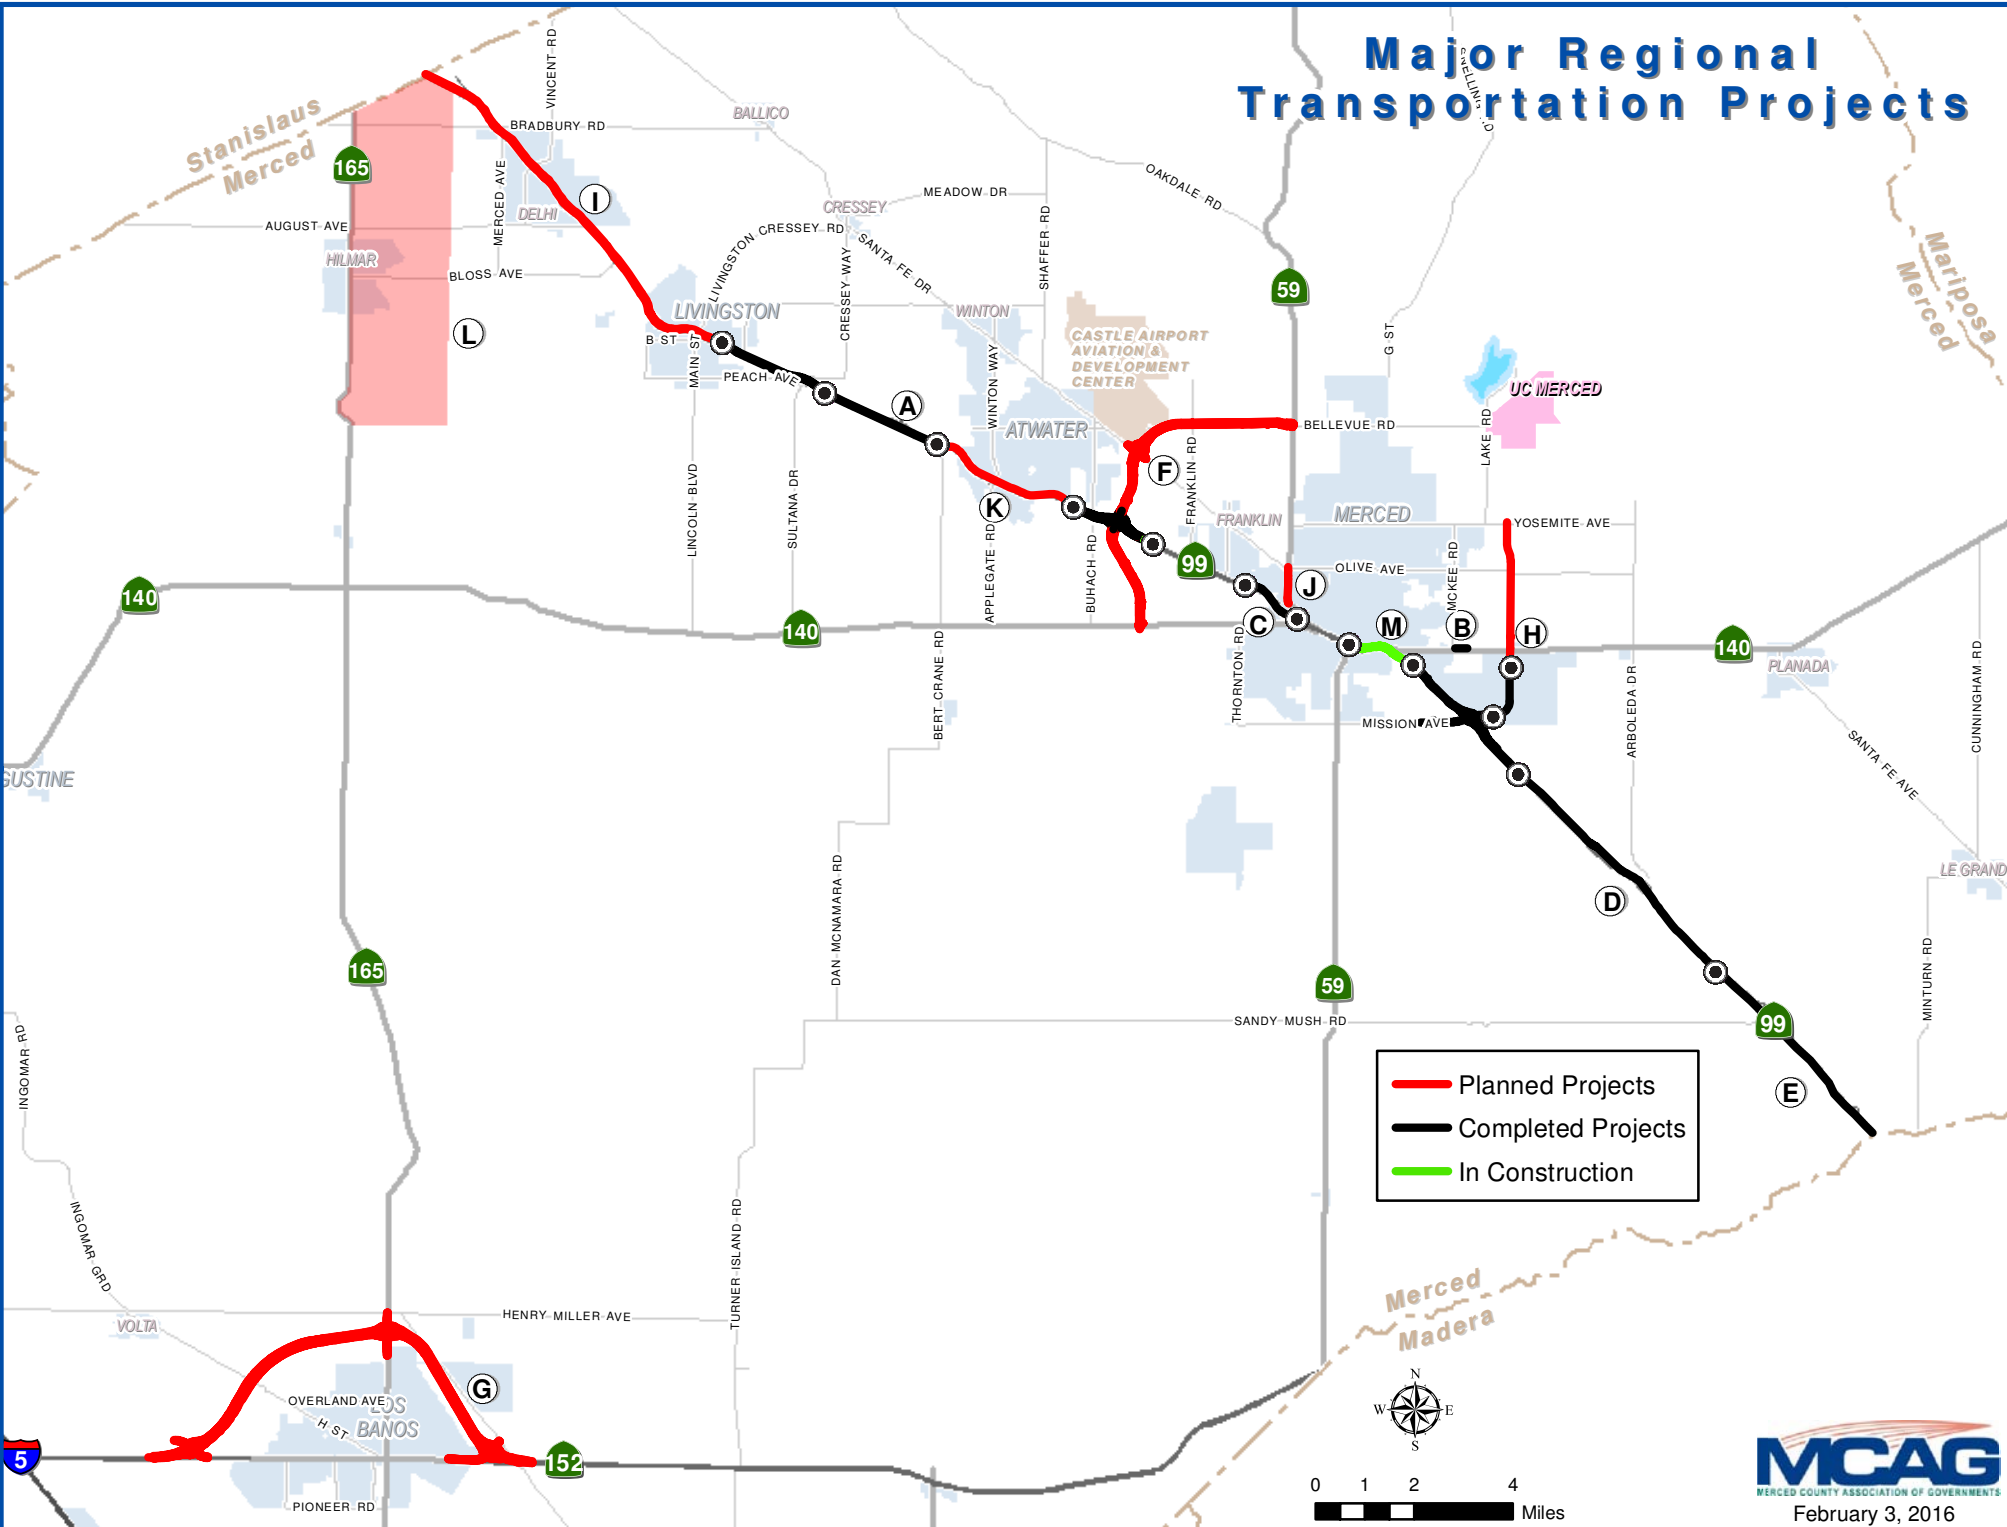 Major Regional
Transportation Projects
SNELLING RD
VINCENT RD
BALLICO
Stanislaus
Merced
BRADBURY RD
165
MERCED AVE
DELHI
I
MEADOW DR
OAKDALE RD
CRESSEY
AUGUST AVE
LIVINGSTON CRESSEY RD
SANTA FE DR
SHAFFER RD
HILMAR
BLOSS AVE
CRESSEY WAY
Mariposa
Merced
59
LIVINGSTON
WINTON
L
B ST
MAIN ST
PEACH AVE
CASTLE AIRPORT
AVIATION &
DEVELOPMENT
CENTER
G ST
UC MERCED
A
WINTON WAY
ATWATER
BELLEVUE RD
LAKE RD
FRANKLIN RD
F
LINCOLN BLVD
SULTANA DR
K
APPLEGATE RD
BUHACH RD
FRANKLIN
MERCED
YOSEMITE AVE
99
OLIVE AVE
MCKEE RD
J
140
140
C
M
B
H
140
PLANADA
THORNTON RD
BERT CRANE RD
MISSION AVE
ARBOLEDA DR
CUNNINGHAM RD
SANTA FE AVE
GUSTINE
DAN MCNAMARA RD
LE GRAND
D
165
59
MINTURN RD
SANDY MUSH RD
99
INGOMAR RD
E
Planned Projects
Completed Projects
In Construction
INGOMAR GRD
TURNER ISLAND RD
Merced
Madera
HENRY MILLER AVE
VOLTA
G
OVERLAND AVE
LOS
BANOS
H ST
5
152
PIONEER RD
N
W E
S
0 1 2 4
Miles
MCAG
MERCED COUNTY ASSOCIATION OF GOVERNMENTS
February 3, 2016